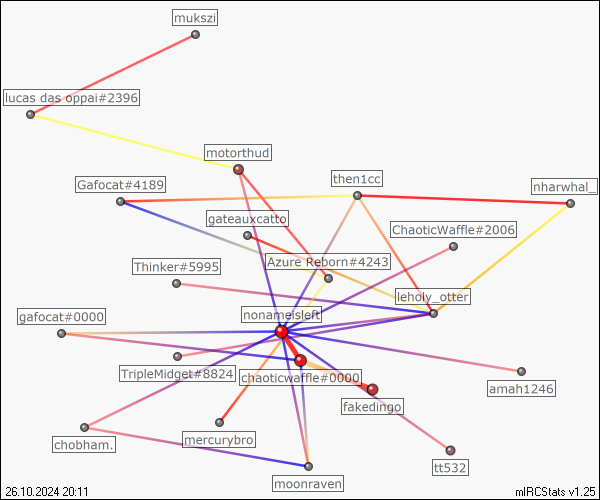 mukszi
lucas das oppai#2396
motorthud
then1cc
Gafocat#4189
nharwhal_
gateauxcatto
ChaoticWaffle#2006
Azure Reborn#4243
Thinker#5995
leholy_otter
gafocat#0000
nonameisleft
TripleMidget#8824
chaoticwaffle#0000
amah1246
fakedingo
chobham.
mercurybro
tt532
moonraven
26.10.2024 20:11
mIRCStats v1.25